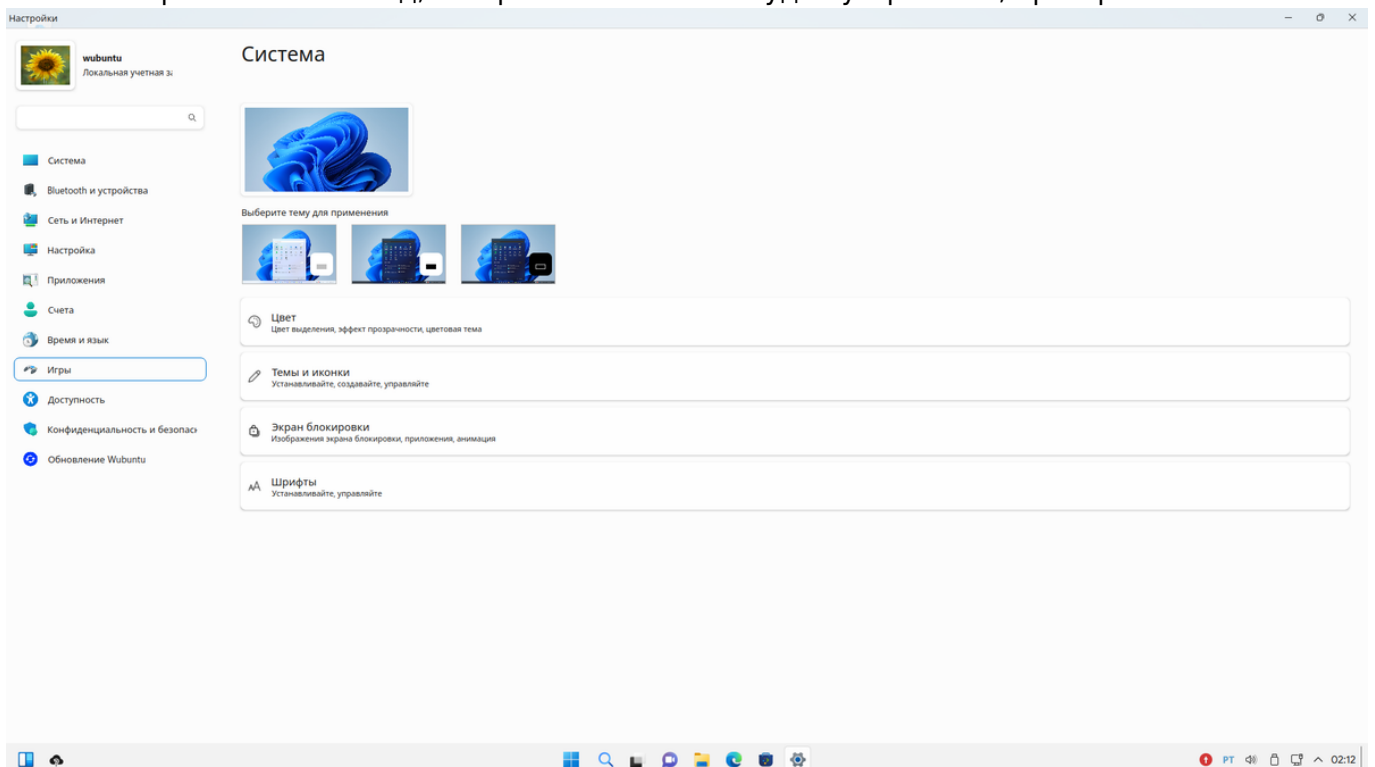 Настройки
wubuntu
Локальная учетная за
Система
Система
Bluetooth и устройства
Сеть и Интернет
Настройка
Приложения
Счета
Время и язык
Игры
Доступность
Конфиденциальность и безопасн
Обновление Wubuntu
Выберите тему для применения
Цвет
Цвет выделения, эффект прозрачности, цветовая тема
Темы и иконки
Устанавливайте, создавайте, управляйте
Экран блокировки
Изображения экрана блокировки, приложения, анимация
Шрифты
Устанавливайте, управляйте
РТ 02:12